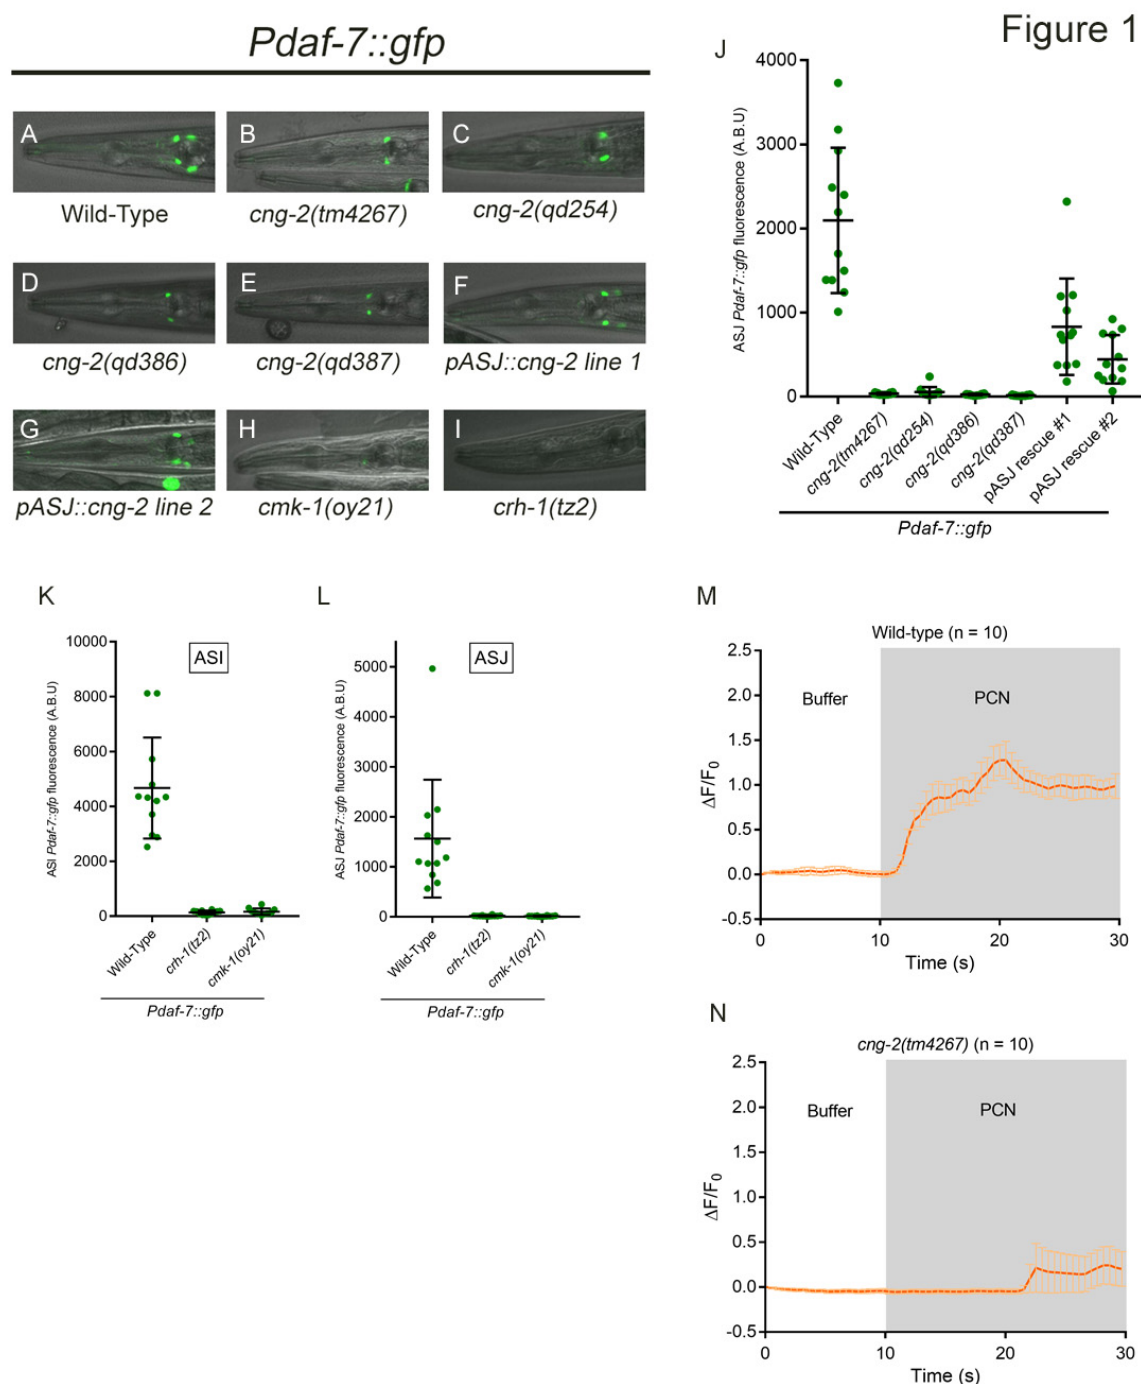 Figure 1
Pdaf-7::gfp
A
B
C
Wild-Type
cng-2(tm4267)
cng-2(qd254)
D
E
F
cng-2(qd386)
cng-2(qd387)
pASJ::cng-2 line 1
G
H
I
pASJ::cng-2 line 2
cmk-1(oy21)
crh-1(tz2)
J
ASJ Pdaf-7::gfp fluorescence (A.B.U)
4000
3000
2000
1000
0
Wild-Type
cng-2(tm4267)
cng-2(qd254)
cng-2(qd386)
cng-2(qd387)
pASJ rescue #1
pASJ rescue #2
Pdaf-7::gfp
K
ASI Pdaf-7::gfp fluorescence (A.B.U)
10000
8000
6000
4000
2000
0
ASI
Wild-Type
crh-1(tz2)
cmk-1(oy21)
Pdaf-7::gfp
L
ASJ Pdaf-7::gfp fluorescence (A.B.U)
5000
4000
3000
2000
1000
0
ASJ
Wild-Type
crh-1(tz2)
cmk-1(oy21)
Pdaf-7::gfp
M
Wild-type (n = 10)
ΔF/F0
2.5
2.0
1.5
1.0
0.5
0.0
-0.5
Buffer
PCN
0 10 20 30
Time (s)
N
cng-2(tm4267) (n = 10)
ΔF/F0
2.5
2.0
1.5
1.0
0.5
0.0
-0.5
Buffer
PCN
0 10 20 30
Time (s)